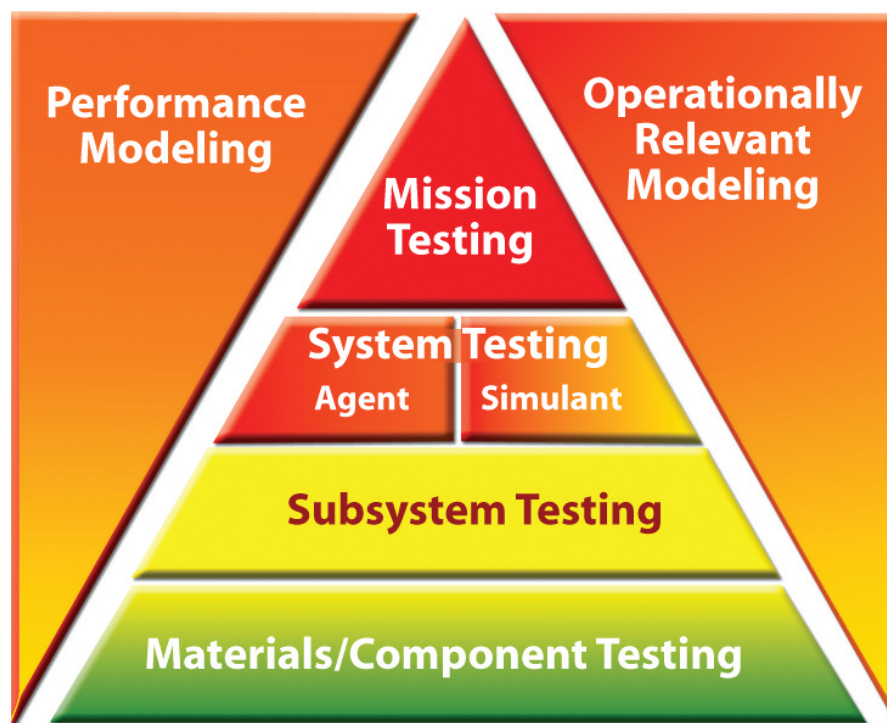 Performance
Modeling
Operationally
Relevant
Modeling
Mission
Testing
System Testing
Agent
Simulant
Subsystem Testing
Materials/Component Testing